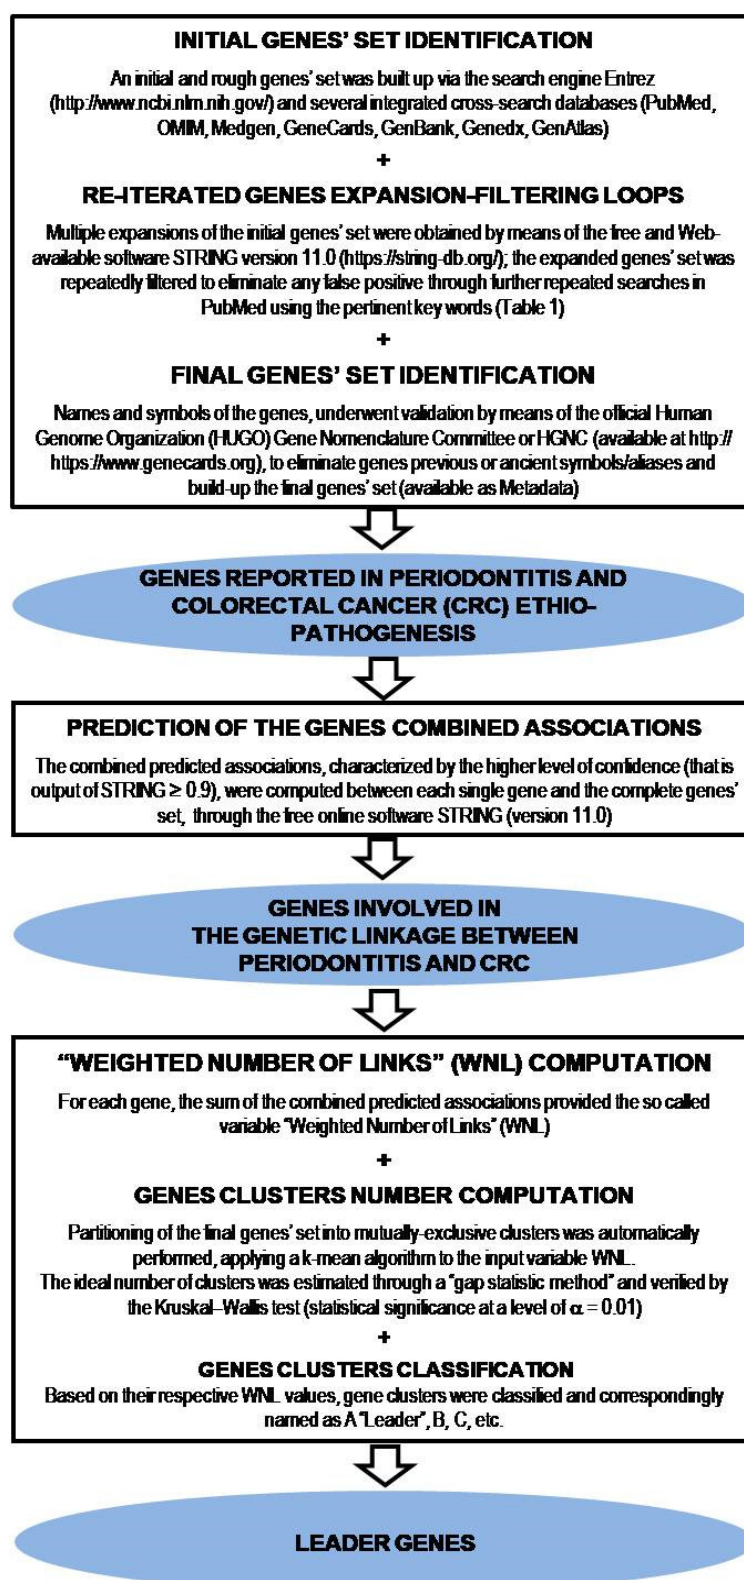 INITIAL GENES' SET IDENTIFICATION
An initial and rough genes' set was built up via the search engine Entrez
(http://www.ncbi.nlm.nih.gov/) and several integrated cross-search databases (PubMed,
OMIM, Medgen, GeneCards, GenBank, Genedx, GenAtlas)
+
RE-ITERATED GENES EXPANSION-FILTERING LOOPS
Multiple expansions of the initial genes' set were obtained by means of the free and Web-
available software STRING version 11.0 (https://string-db.org/); the expanded genes' set was
repeatedly filtered to eliminate any false positive through further repeated searches in
PubMed using the pertinent key words (Table 1)
+
FINAL GENES' SET IDENTIFICATION
Names and symbols of the genes, underwent validation by means of the official Human
Genome Organization (HUGO) Gene Nomenclature Committee or HGNC (available at http://
https://www.genecards.org), to eliminate genes previous or ancient symbols/aliases and
build-up the final genes' set (available as Metadata)
GENES REPORTED IN PERIODONTITIS AND
COLORECTAL CANCER (CRC) ETHIO-
PATHOGENESIS
PREDICTION OF THE GENES COMBINED ASSOCIATIONS
The combined predicted associations, characterized by the higher level of confidence (that is
output of STRING ≥ 0.9), were computed between each single gene and the complete genes'
set, through the free online software STRING (version 11.0)
GENES INVOLVED IN
THE GENETIC LINKAGE BETWEEN
PERIODONTITIS AND CRC
"WEIGHTED NUMBER OF LINKS" (WNL) COMPUTATION
For each gene, the sum of the combined predicted associations provided the so called
variable "Weighted Number of Links" (WNL)
+
GENES CLUSTERS NUMBER COMPUTATION
Partitioning of the final genes' set into mutually-exclusive clusters was automatically
performed, applying a k-mean algorithm to the input variable WNL.
The ideal number of clusters was estimated through a "gap statistic method" and verified by
the Kruskal–Wallis test (statistical significance at a level of α = 0.01)
+
GENES CLUSTERS CLASSIFICATION
Based on their respective WNL values, gene clusters were classified and correspondingly
named as A "Leader", B, C, etc.
LEADER GENES